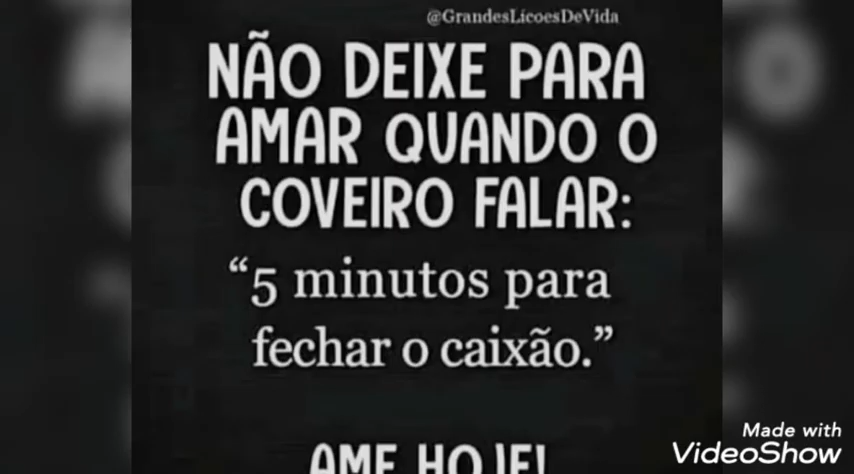 @GrandesLicoesDeVida
NÃO DEIXE PARA
AMAR QUANDO O
COVEIRO FALAR:
“5 minutos para
fechar o caixão.”
AME HOJE!
Made with
VideoShow